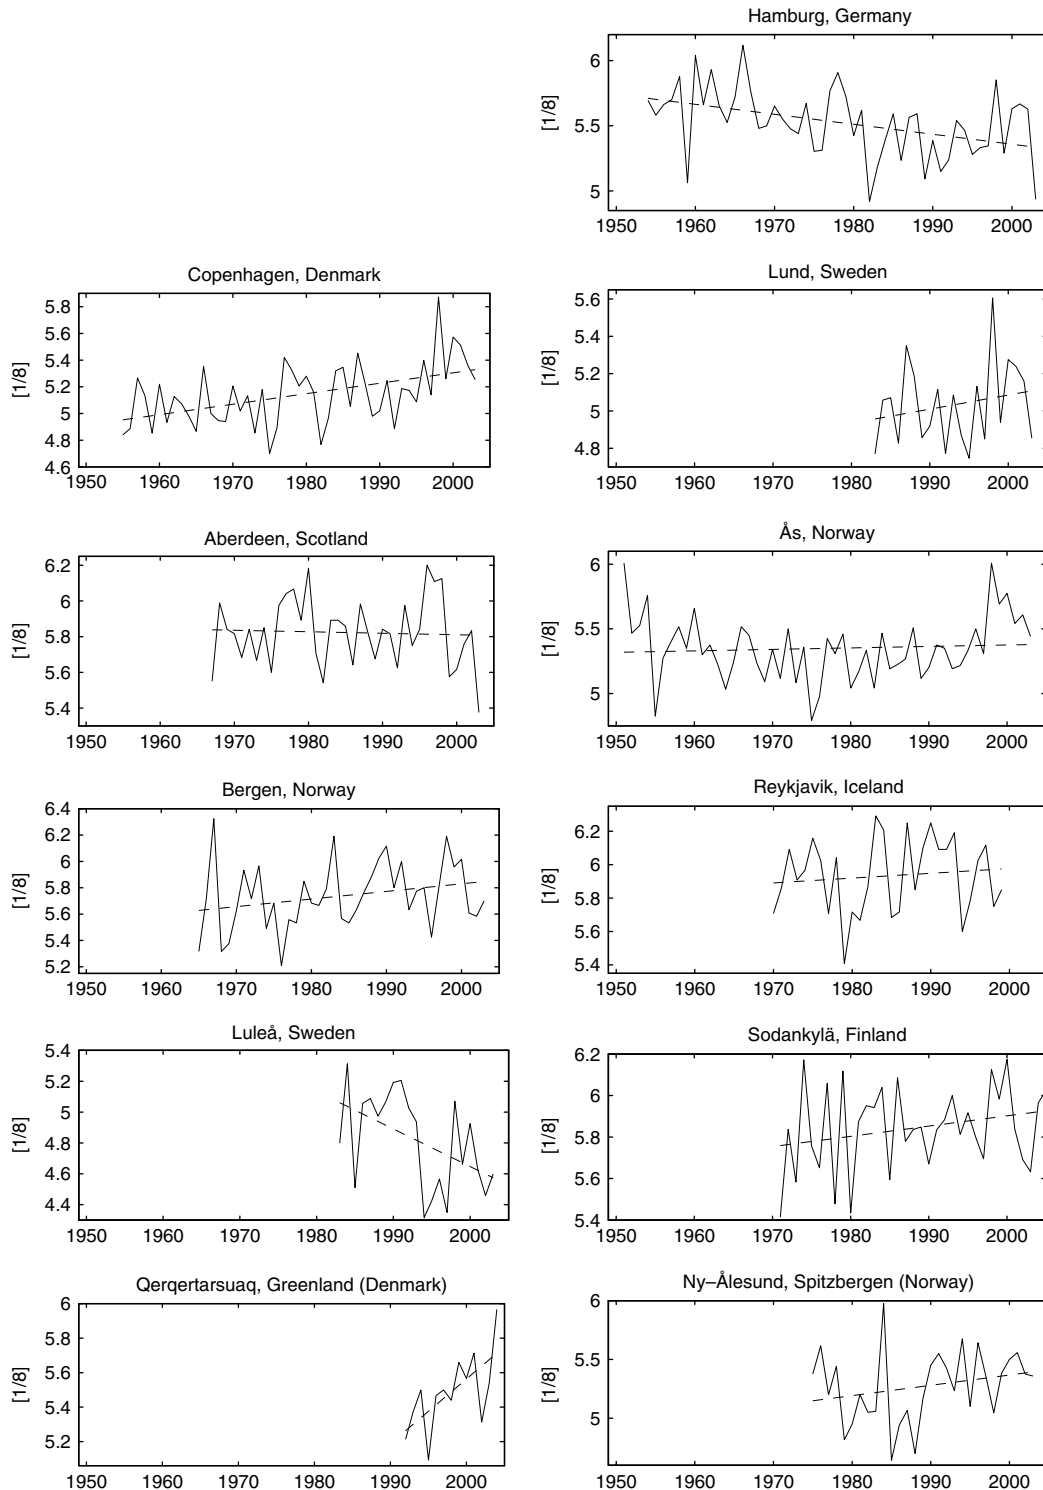 Hamburg, Germany
[1/8]
6
5.5
5
1950 1960 1970 1980 1990 2000
Copenhagen, Denmark
[1/8]
5.8
5.6
5.4
5.2
5
4.8
4.6
1950 1960 1970 1980 1990 2000
Lund, Sweden
[1/8]
5.6
5.4
5.2
5
4.8
1950 1960 1970 1980 1990 2000
Aberdeen, Scotland
[1/8]
6.2
6
5.8
5.6
5.4
1950 1960 1970 1980 1990 2000
Ås, Norway
[1/8]
6
5.5
5
1950 1960 1970 1980 1990 2000
Bergen, Norway
[1/8]
6.4
6.2
6
5.8
5.6
5.4
5.2
1950 1960 1970 1980 1990 2000
Reykjavik, Iceland
[1/8]
6.2
6
5.8
5.6
5.4
1950 1960 1970 1980 1990 2000
Luleå, Sweden
[1/8]
5.4
5.2
5
4.8
4.6
4.4
1950 1960 1970 1980 1990 2000
Sodankylä, Finland
[1/8]
6.2
6
5.8
5.6
5.4
1950 1960 1970 1980 1990 2000
Qerqertarsuaq, Greenland (Denmark)
[1/8]
6
5.8
5.6
5.4
5.2
1950 1960 1970 1980 1990 2000
Ny–Ålesund, Spitzbergen (Norway)
[1/8]
6
5.5
5
1950 1960 1970 1980 1990 2000